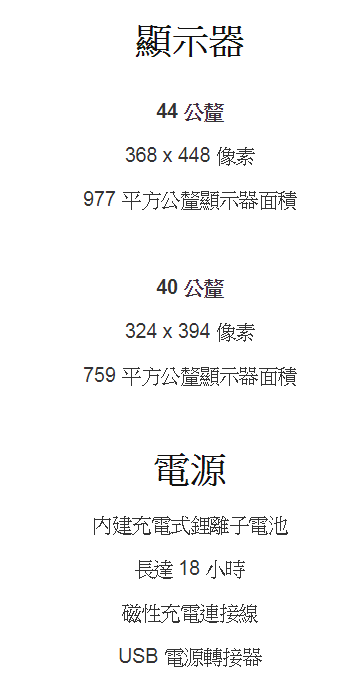 顯示器
44 公釐
368 x 448 像素
977 平方公釐顯示器面積
40 公釐
324 x 394 像素
759 平方公釐顯示器面積
電源
內建充電式鋰離子電池
長達 18 小時
磁性充電連接線
USB 電源轉接器